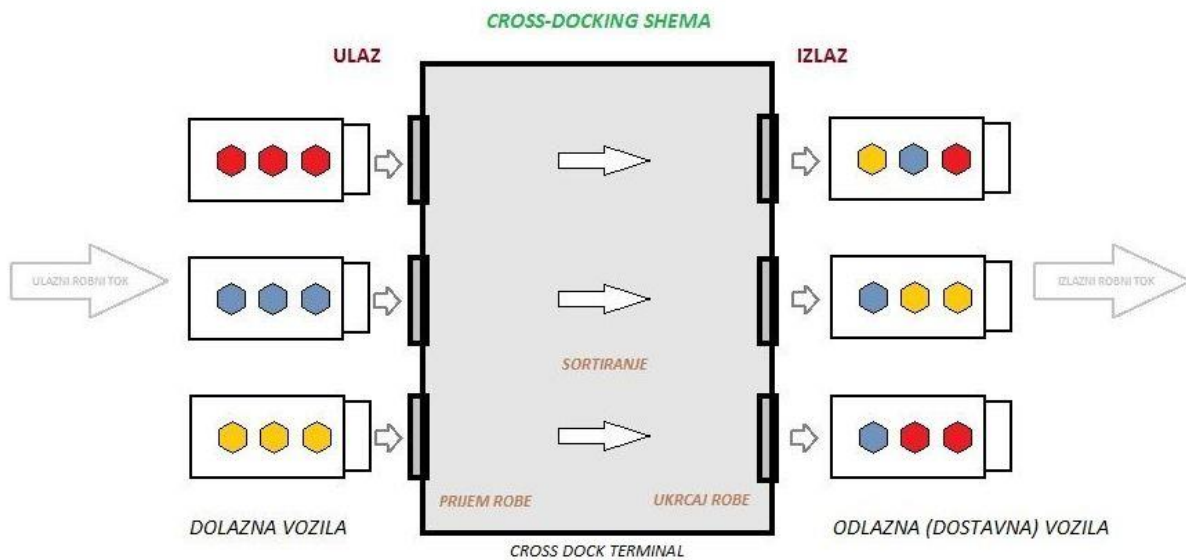 CROSS-DOCKING SHEMA
ULAZ
IZLAZ
ULAZNI ROBNI TOK
IZLAZNI ROBNI TOK
SORTIRANJE
PRIJEM ROBE
UKRCAJ ROBE
DOLAZNA VOZILA
ODLAZNA (DOSTAVNA) VOZILA
CROSS DOCK TERMINAL